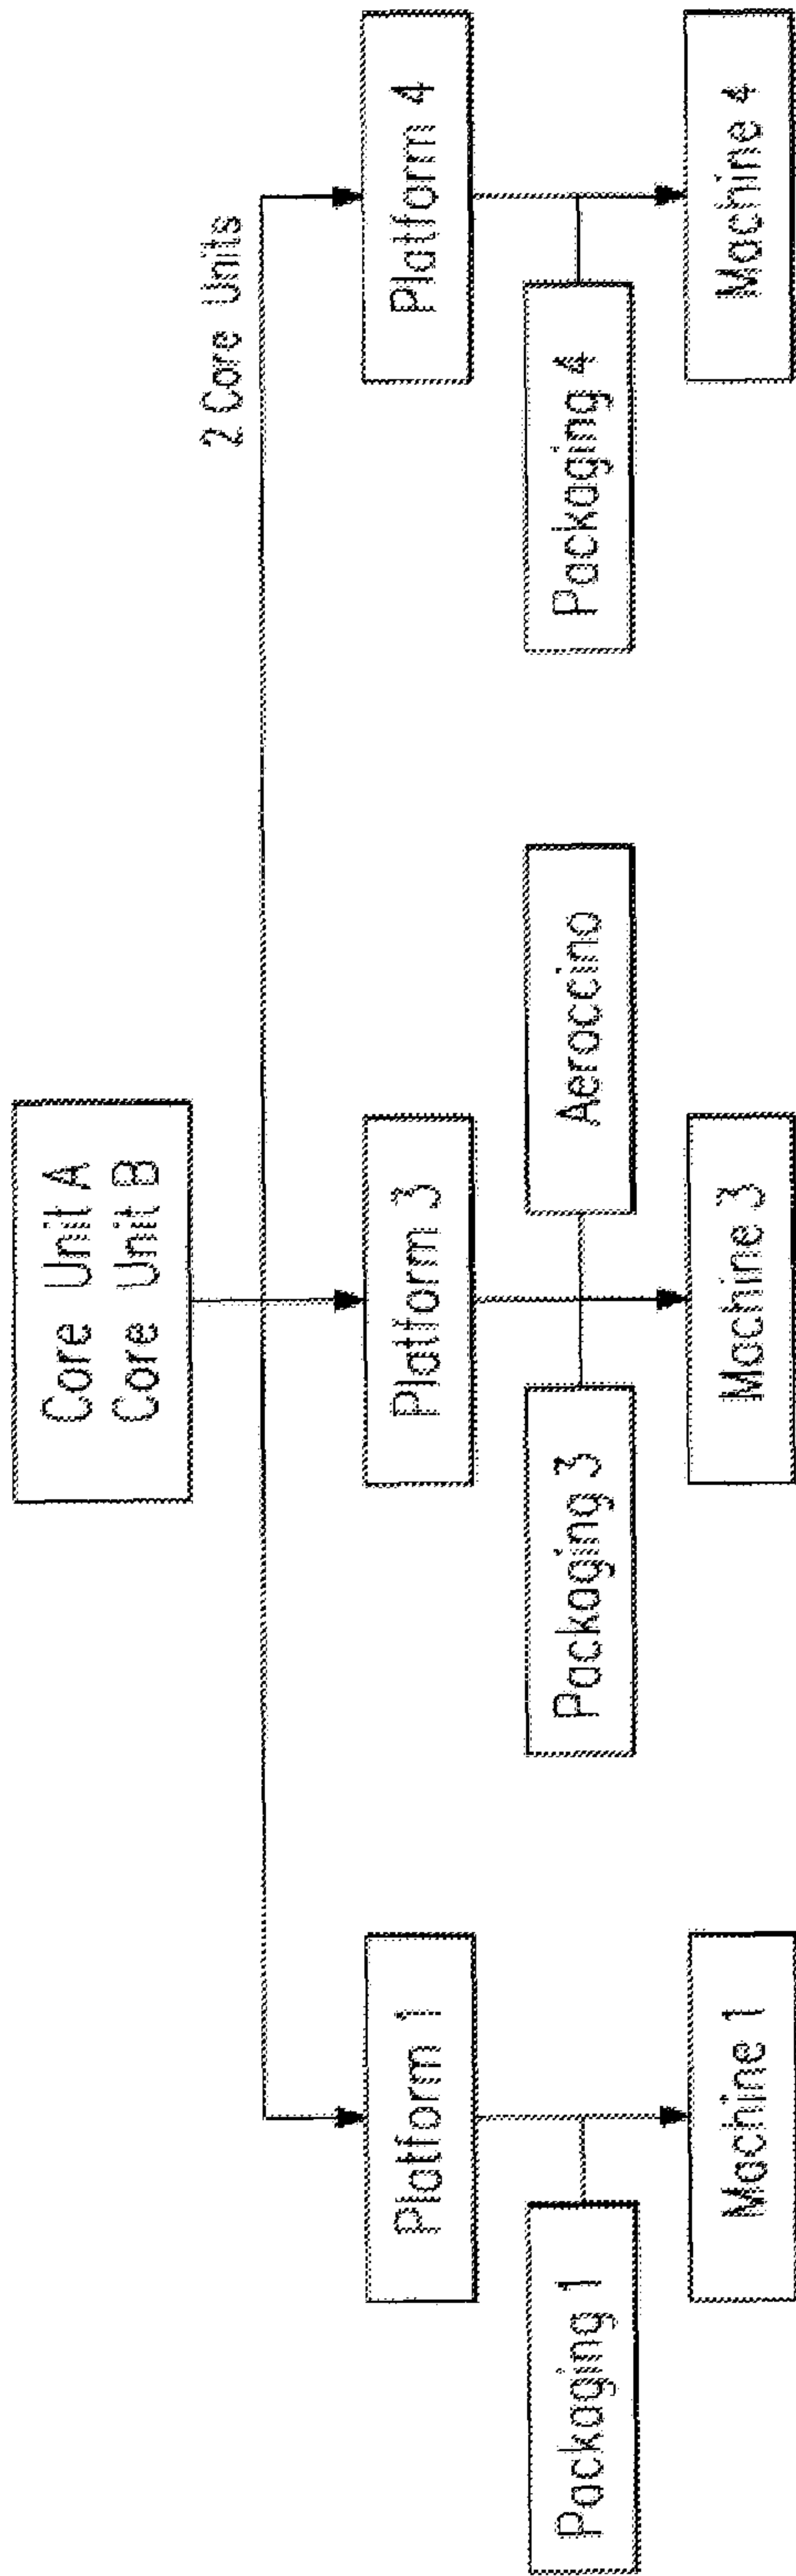 Core Unit A
Core Unit B
2 Core Units
Platform 1
Platform 3
Platform 4
Packaging 1
Packaging 3
Aeroccino
Packaging 4
Machine 1
Machine 3
Machine 4